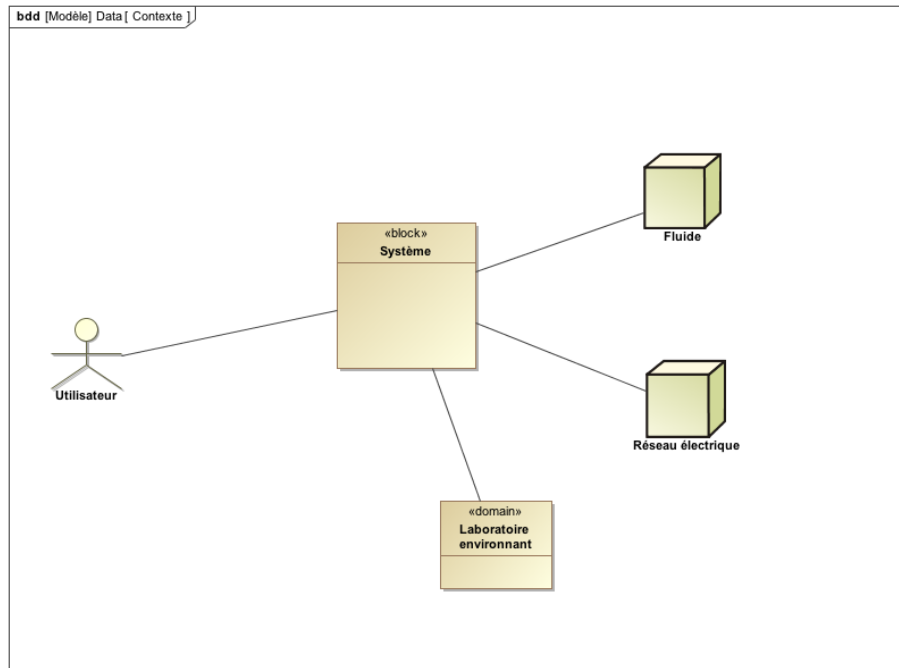 bdd [Modèle] Data [ Contexte ]
Fluide
«block»
Système
Utilisateur
Réseau électrique
«domain»
Laboratoire
environnant